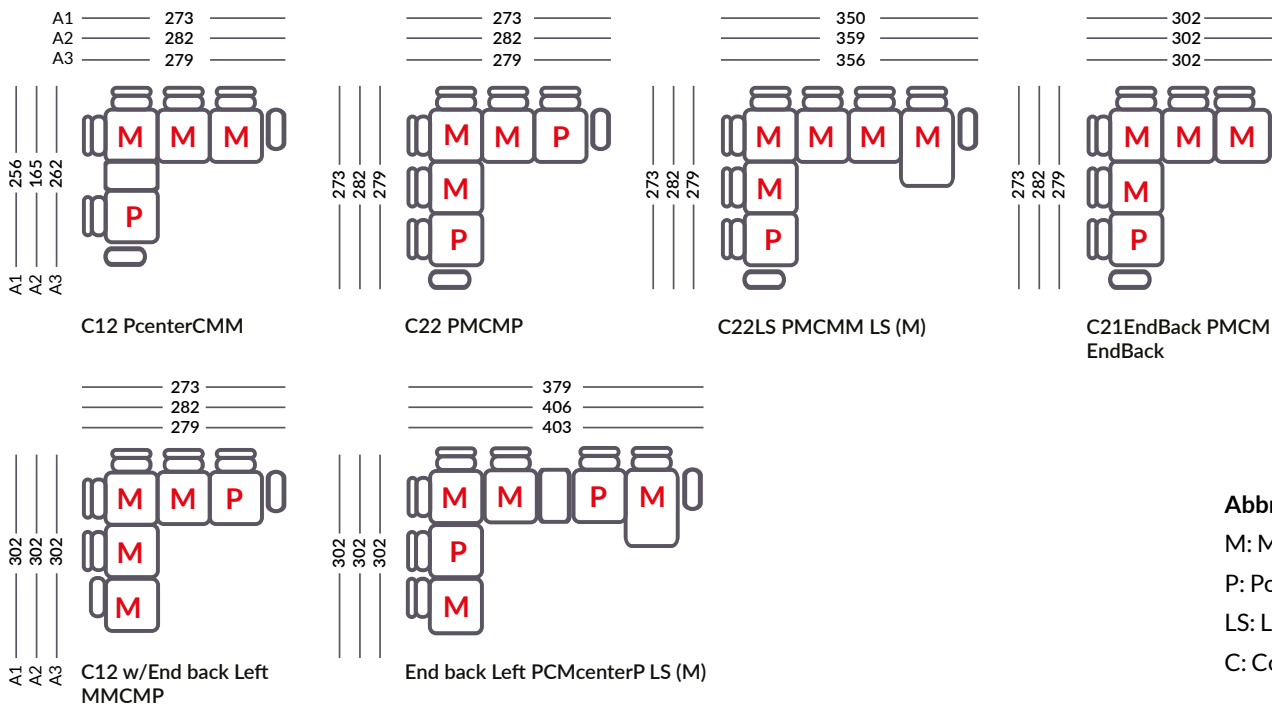 A1 273
A2 282
A3 279
273
282
279
350
359
356
302
302
302
256 165 262
A1 A2 A3
M M M
P
273 282 279
M M P
M
P
273 282 279
M M M M
M
P
273 282 279
M M M
M
P
C12 PcenterCMM
C22 PMCMP
C22LS PMCMM LS (M)
C21EndBack PMCM
EndBack
273
282
279
379
406
403
302 302 302
A1 A2 A3
M M P
M
M
302 302 302
M M P M
P
M
C12 w/End back Left
MMCMP
End back Left PCMcenterP LS (M)
Abbr
M: M
P: Po
LS: L
C: Co